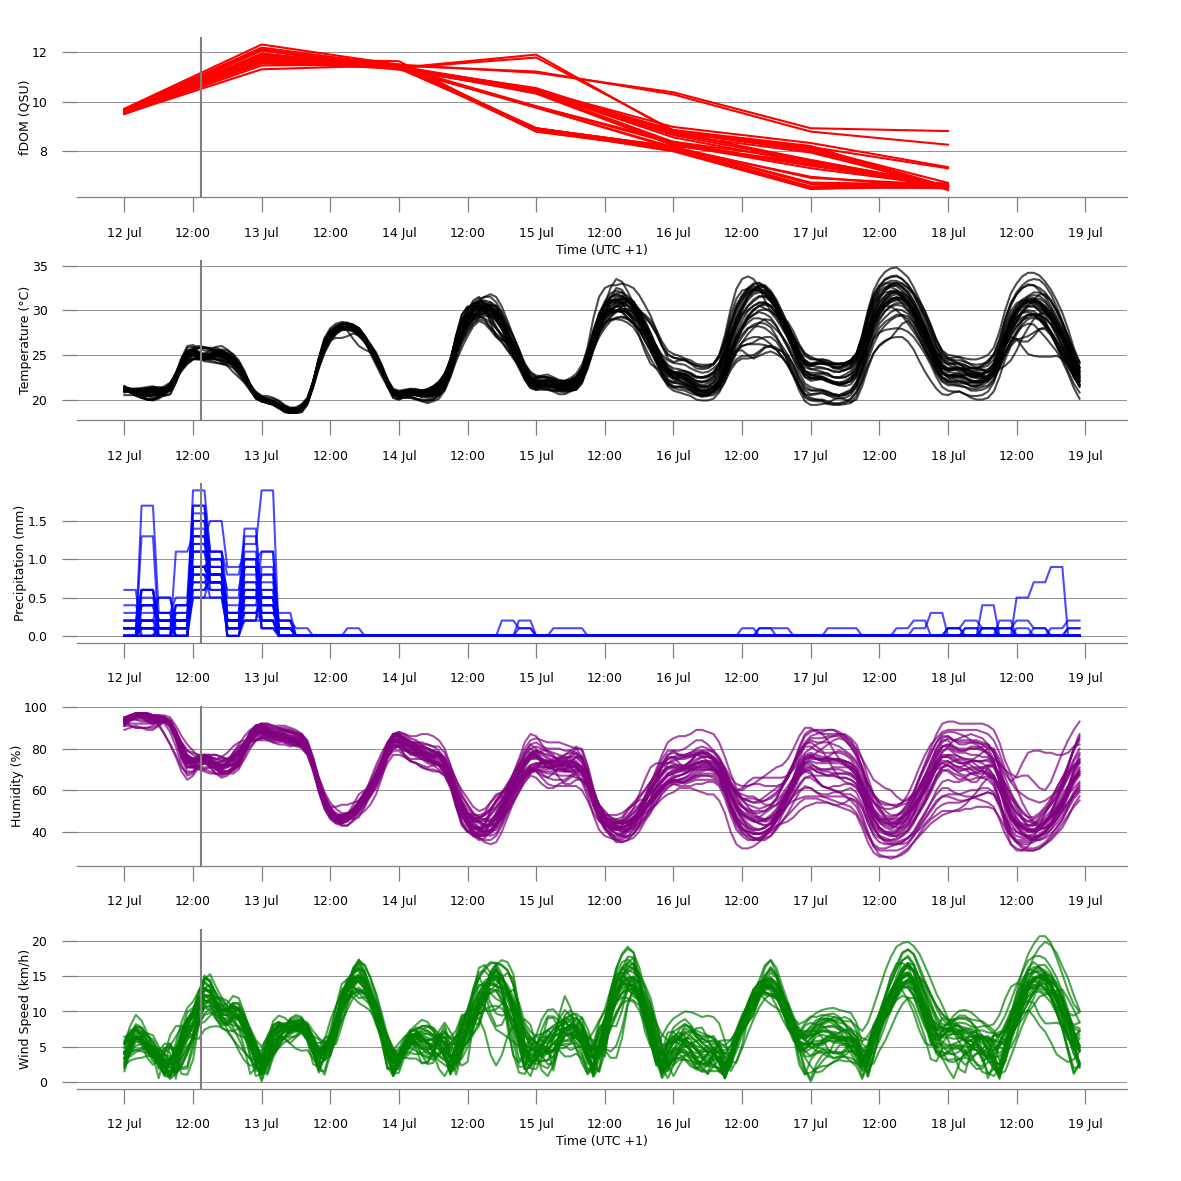 12
10
8
fDOM (QSU)
12 Jul 12:00 13 Jul 12:00 14 Jul 12:00 15 Jul 12:00 16 Jul 12:00 17 Jul 12:00 18 Jul 12:00 19 Jul
Time (UTC +1)
35
30
25
20
Temperature (°C)
12 Jul 12:00 13 Jul 12:00 14 Jul 12:00 15 Jul 12:00 16 Jul 12:00 17 Jul 12:00 18 Jul 12:00 19 Jul
1.5
1.0
0.5
0.0
Precipitation (mm)
12 Jul 12:00 13 Jul 12:00 14 Jul 12:00 15 Jul 12:00 16 Jul 12:00 17 Jul 12:00 18 Jul 12:00 19 Jul
100
80
60
40
Humidity (%)
12 Jul 12:00 13 Jul 12:00 14 Jul 12:00 15 Jul 12:00 16 Jul 12:00 17 Jul 12:00 18 Jul 12:00 19 Jul
20
15
10
5
0
Wind Speed (km/h)
12 Jul 12:00 13 Jul 12:00 14 Jul 12:00 15 Jul 12:00 16 Jul 12:00 17 Jul 12:00 18 Jul 12:00 19 Jul
Time (UTC +1)